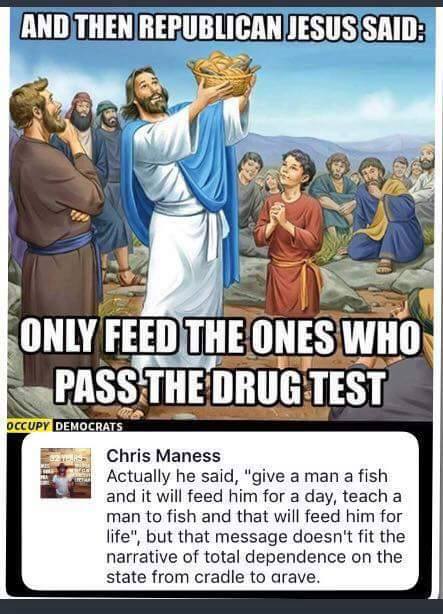 AND THEN REPUBLICAN JESUS SAID:
ONLY FEED THE ONES WHO
PASS THE DRUG TEST
OCCUPY DEMOCRATS
Chris Maness
Actually he said, "give a man a fish
and it will feed him for a day, teach a
man to fish and that will feed him for
life", but that message doesn't fit the
narrative of total dependence on the
state from cradle to grave.